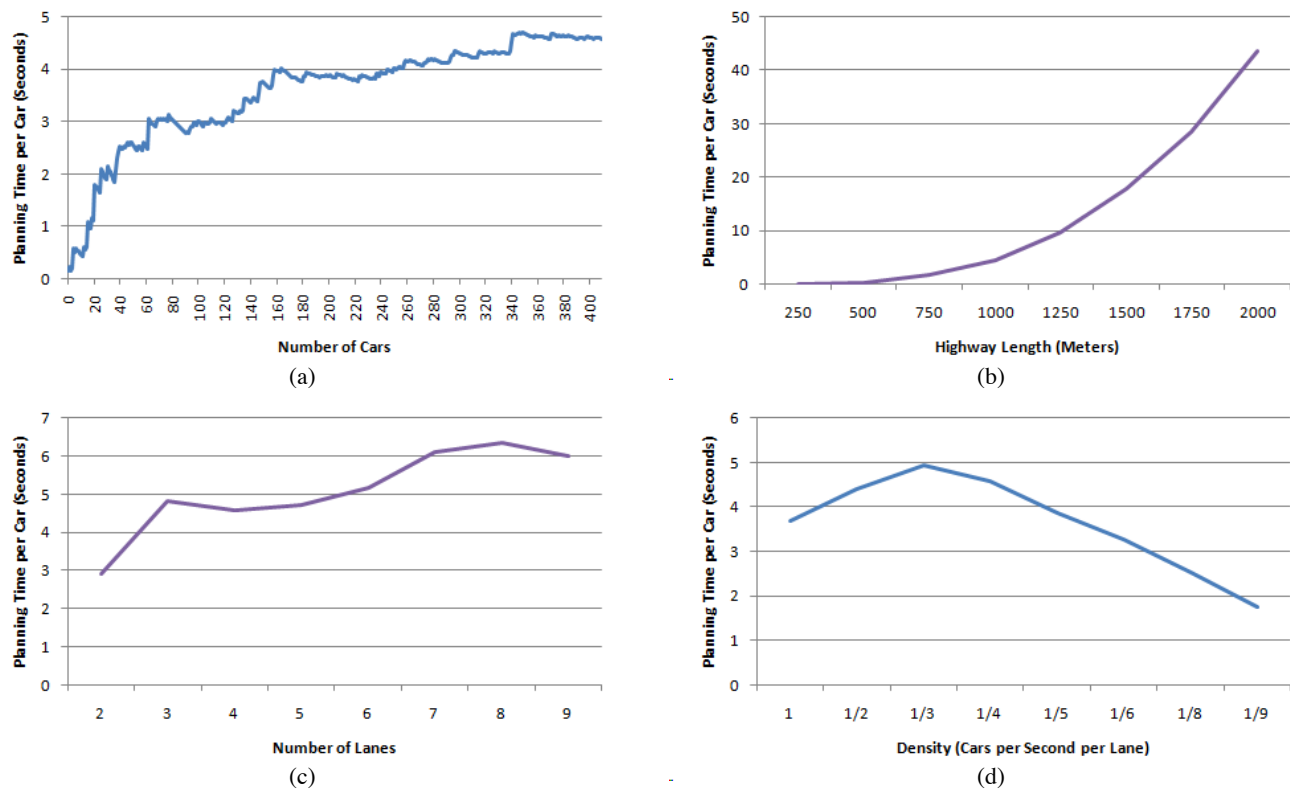 5
4
3
2
1
0
Planning Time per Car (Seconds)
0 20 40 60 80 100 120 140 160 180 200 220 240 260 280 300 320 340 360 380 400
Number of Cars
(a)
50
40
30
20
10
0
Planning Time per Car (Seconds)
250 500 750 1000 1250 1500 1750 2000
Highway Length (Meters)
(b)
7
6
5
4
3
2
1
0
Planning Time per Car (Seconds)
2 3 4 5 6 7 8 9
Number of Lanes
(c)
6
5
4
3
2
1
0
Planning Time per Car (Seconds)
1 1/2 1/3 1/4 1/5 1/6 1/8 1/9
Density (Cars per Second per Lane)
(d)